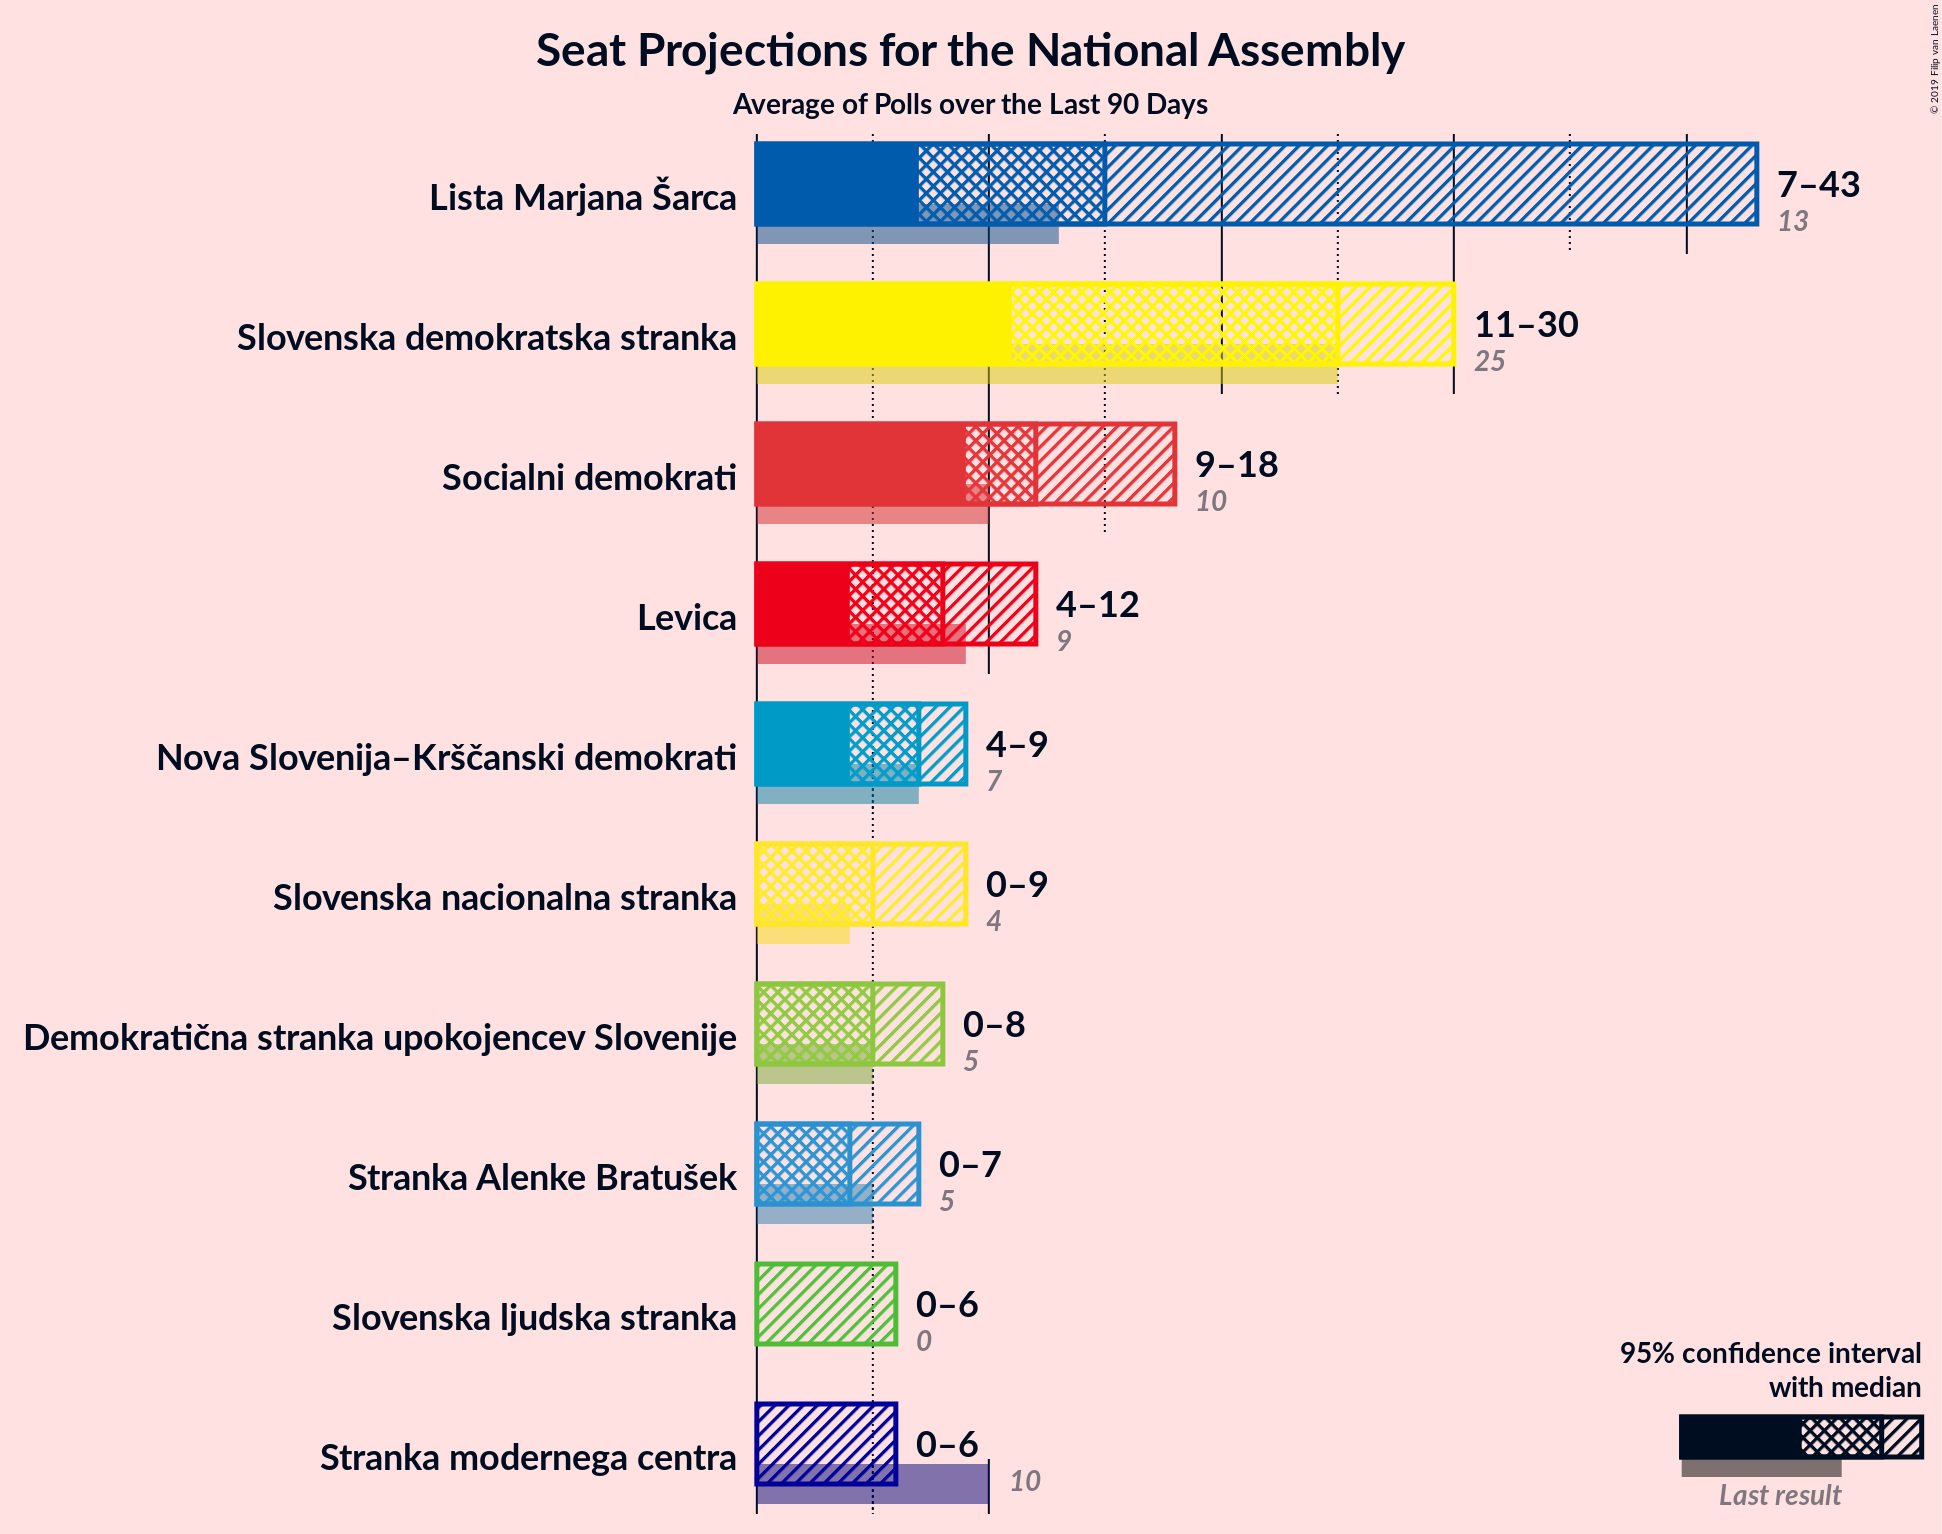 Seat Projections for the National Assembly
Average of Polls over the Last 90 Days
© 2019 Filip van Laenen
Lista Marjana Šarca
7–43
13
Slovenska demokratska stranka
11–30
25
Socialni demokrati
9–18
10
Levica
4–12
9
Nova Slovenija–Krščanski demokrati
4–9
7
Slovenska nacionalna stranka
0–9
4
Demokratična stranka upokojencev Slovenije
0–8
5
Stranka Alenke Bratušek
0–7
5
Slovenska ljudska stranka
0–6
0
Stranka modernega centra
0–6
10
95% confidence interval
with median
Last result